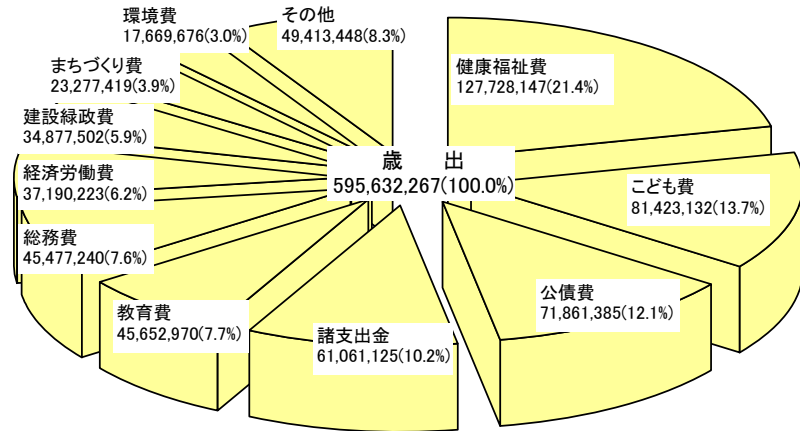 歳 出
595,632,267(100.0%)
健康福祉費
127,728,147(21.4%)
こども費
81,423,132(13.7%)
公債費
71,861,385(12.1%)
諸支出金
61,061,125(10.2%)
教育費
45,652,970(7.7%)
総務費
45,477,240(7.6%)
経済労働費
37,190,223(6.2%)
建設緑政費
34,877,502(5.9%)
まちづくり費
23,277,419(3.9%)
環境費
17,669,676(3.0%)
その他
49,413,448(8.3%)